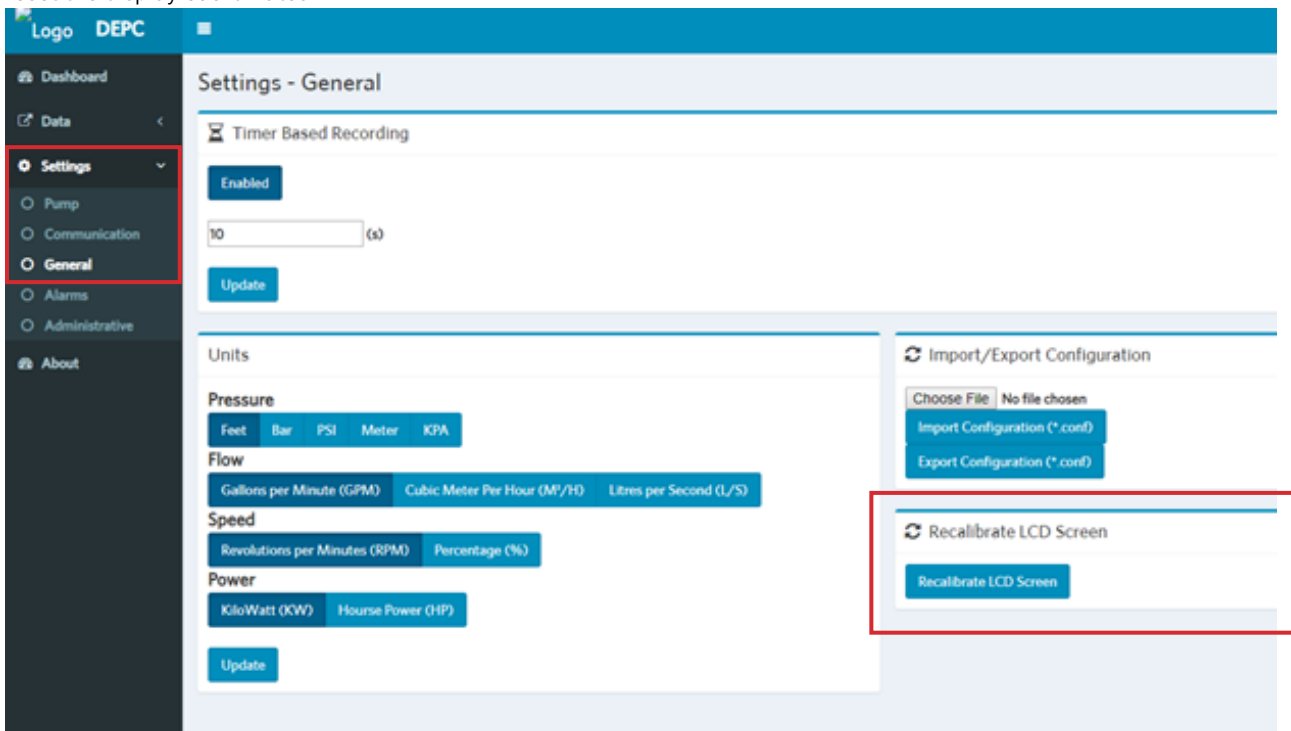 Logo DEPC
Dashboard
Data
Settings
Pump
Communication
General
Alarms
Administrative
About
Settings - General
Timer Based Recording
Enabled
10 (s)
Update
Units
Pressure
Feet Bar PSI Meter KPA
Flow
Gallons per Minute (GPM) Cubic Meter Per Hour (M³/H) Litres per Second (L/S)
Speed
Revolutions per Minutes (RPM) Percentage (%)
Power
KiloWatt (KW) Hourse Power (HP)
Update
Import/Export Configuration
Choose File No file chosen
Import Configuration (*.conf)
Export Configuration (*.conf)
Recalibrate LCD Screen
Recalibrate LCD Screen